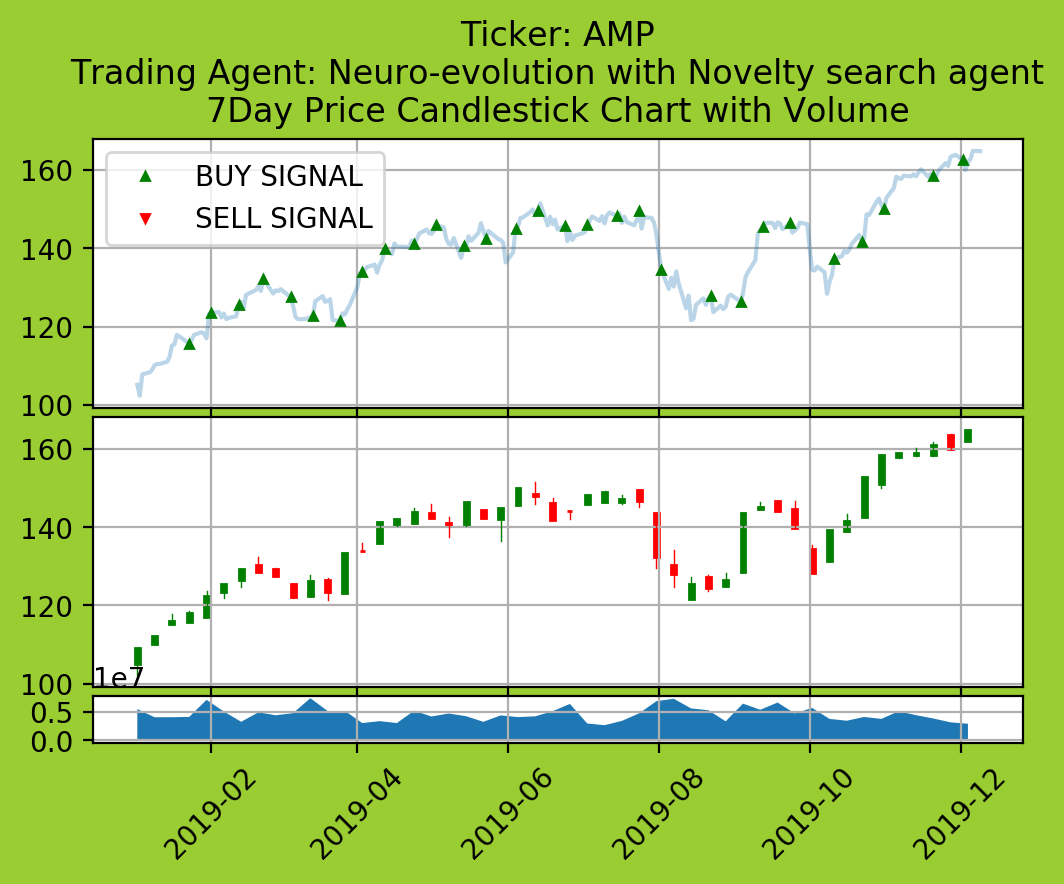 Ticker: AMP
Trading Agent: Neuro-evolution with Novelty search agent
7Day Price Candlestick Chart with Volume
160
140
120
100
BUY SIGNAL
SELL SIGNAL
160
140
120
100
1e7
0.5
0.0
2019-02
2019-04
2019-06
2019-08
2019-10
2019-12